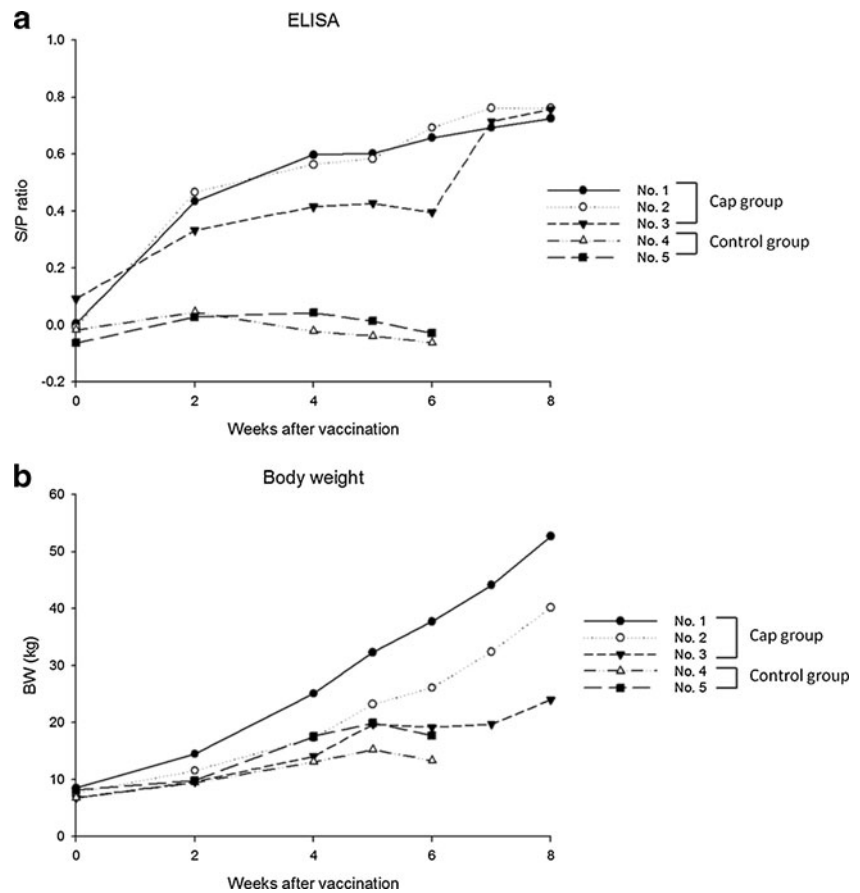 a
ELISA
1.0
0.8
0.6
0.4
0.2
0.0
-0.2
S/P ratio
0 2 4 6 8
Weeks after vaccination
No. 1
No. 2
No. 3
No. 4
No. 5
Cap group
Control group
b
Body weight
60
50
40
30
20
10
0
BW (kg)
0 2 4 6 8
Weeks after vaccination
No. 1
No. 2
No. 3
No. 4
No. 5
Cap group
Control group